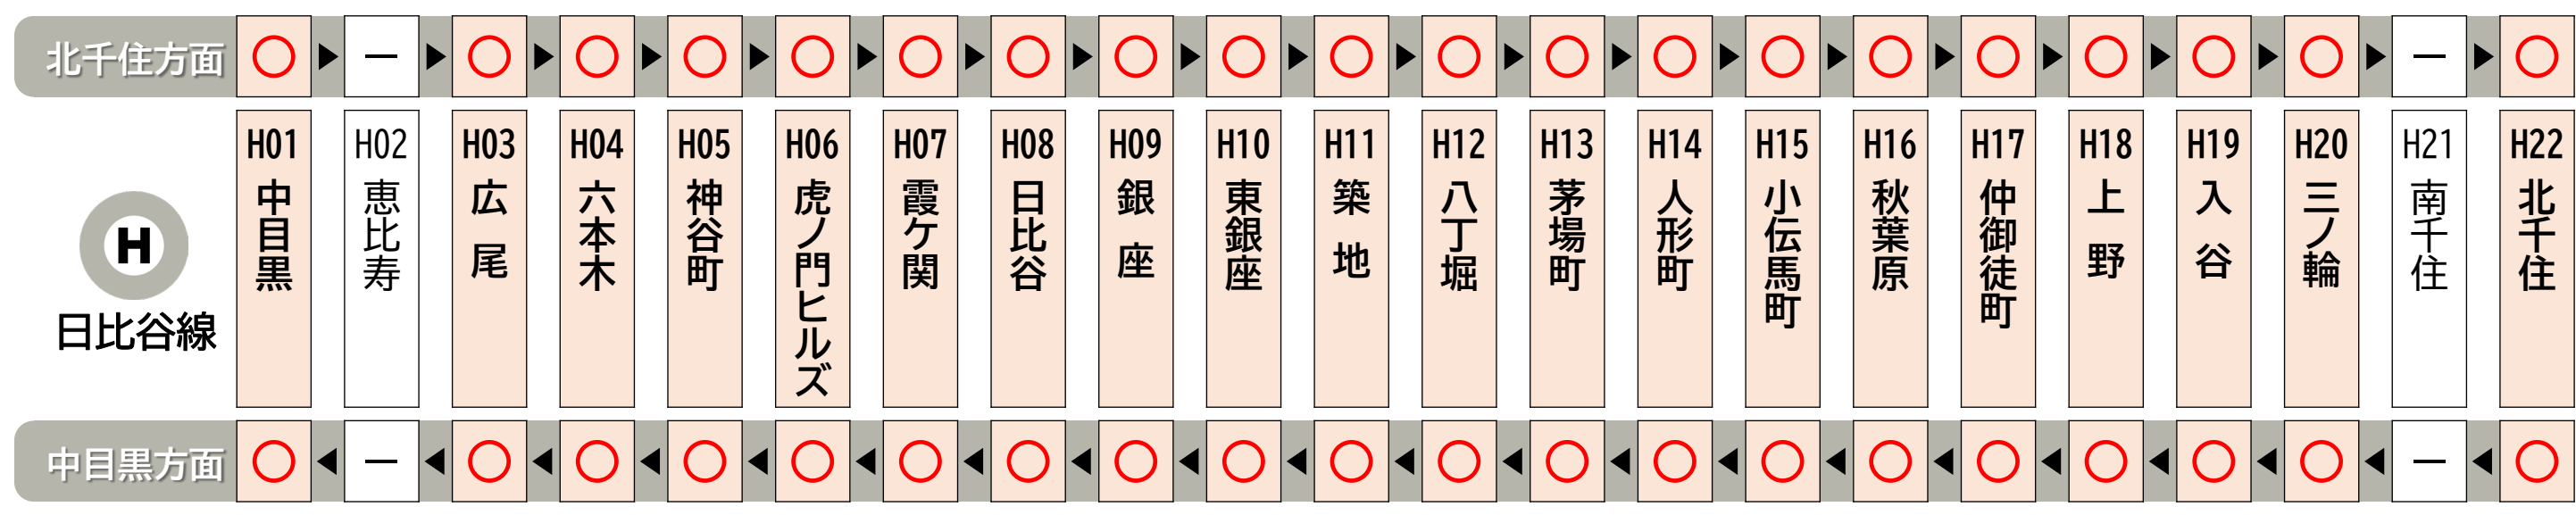 北千住方面 ○ ▶ ー ▶ ○ ▶ ○ ▶ ○ ▶ ○ ▶ ○ ▶ ○ ▶ ○ ▶ ○ ▶ ○ ▶ ○ ▶ ○ ▶ ○ ▶ ○ ▶ ○ ▶ ○ ▶ ○ ▶ ○ ▶ ○ ▶ ー ▶ ○
H
日比谷線
H01 中目黒
H02 恵比寿
H03 広尾
H04 六本木
H05 神谷町
H06 虎ノ門ヒルズ
H07 霞ケ関
H08 日比谷
H09 銀座
H10 東銀座
H11 築地
H12 八丁堀
H13 茅場町
H14 人形町
H15 小伝馬町
H16 秋葉原
H17 仲御徒町
H18 上野
H19 入谷
H20 三ノ輪
H21 南千住
H22 北千住
中目黒方面 ○ ◀ ー ◀ ○ ◀ ○ ◀ ○ ◀ ○ ◀ ○ ◀ ○ ◀ ○ ◀ ○ ◀ ○ ◀ ○ ◀ ○ ◀ ○ ◀ ○ ◀ ○ ◀ ○ ◀ ○ ◀ ○ ◀ ○ ◀ ー ◀ ○